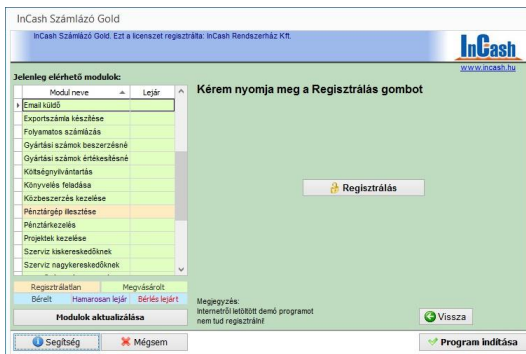 InCash Számlázó Gold
InCash Számlázó Gold. Ezt a licenszet regisztrálta: InCash Rendszerház Kft.
InCash
www.incash.hu
Jelenleg elérhető modulok:
Modul neve Lejár
Email küldő
Exportszámla készítése
Folyamatos számlázás
Gyártási számok beszerzésné
Gyártási számok értékesítésné
Költségnyilvántartás
Könyvelés feladása
Közbeszerzés kezelése
Pénztárgép illesztése
Pénztárkezelés
Projektek kezelése
Szerviz kiskereskedőknek
Szerviz nagykereskedőknek
Regisztrálatlan Megvásárolt
Bérelt Hamarosan lejár Bérlés lejárt
Modulok aktualizálása
Kérem nyomja meg a Regisztrálás gombot
Regisztrálás
Megjegyzés:
Internetről letöltött demó programot
nem tud regisztrálni!
Vissza
Segítség Mégsem Program indítása